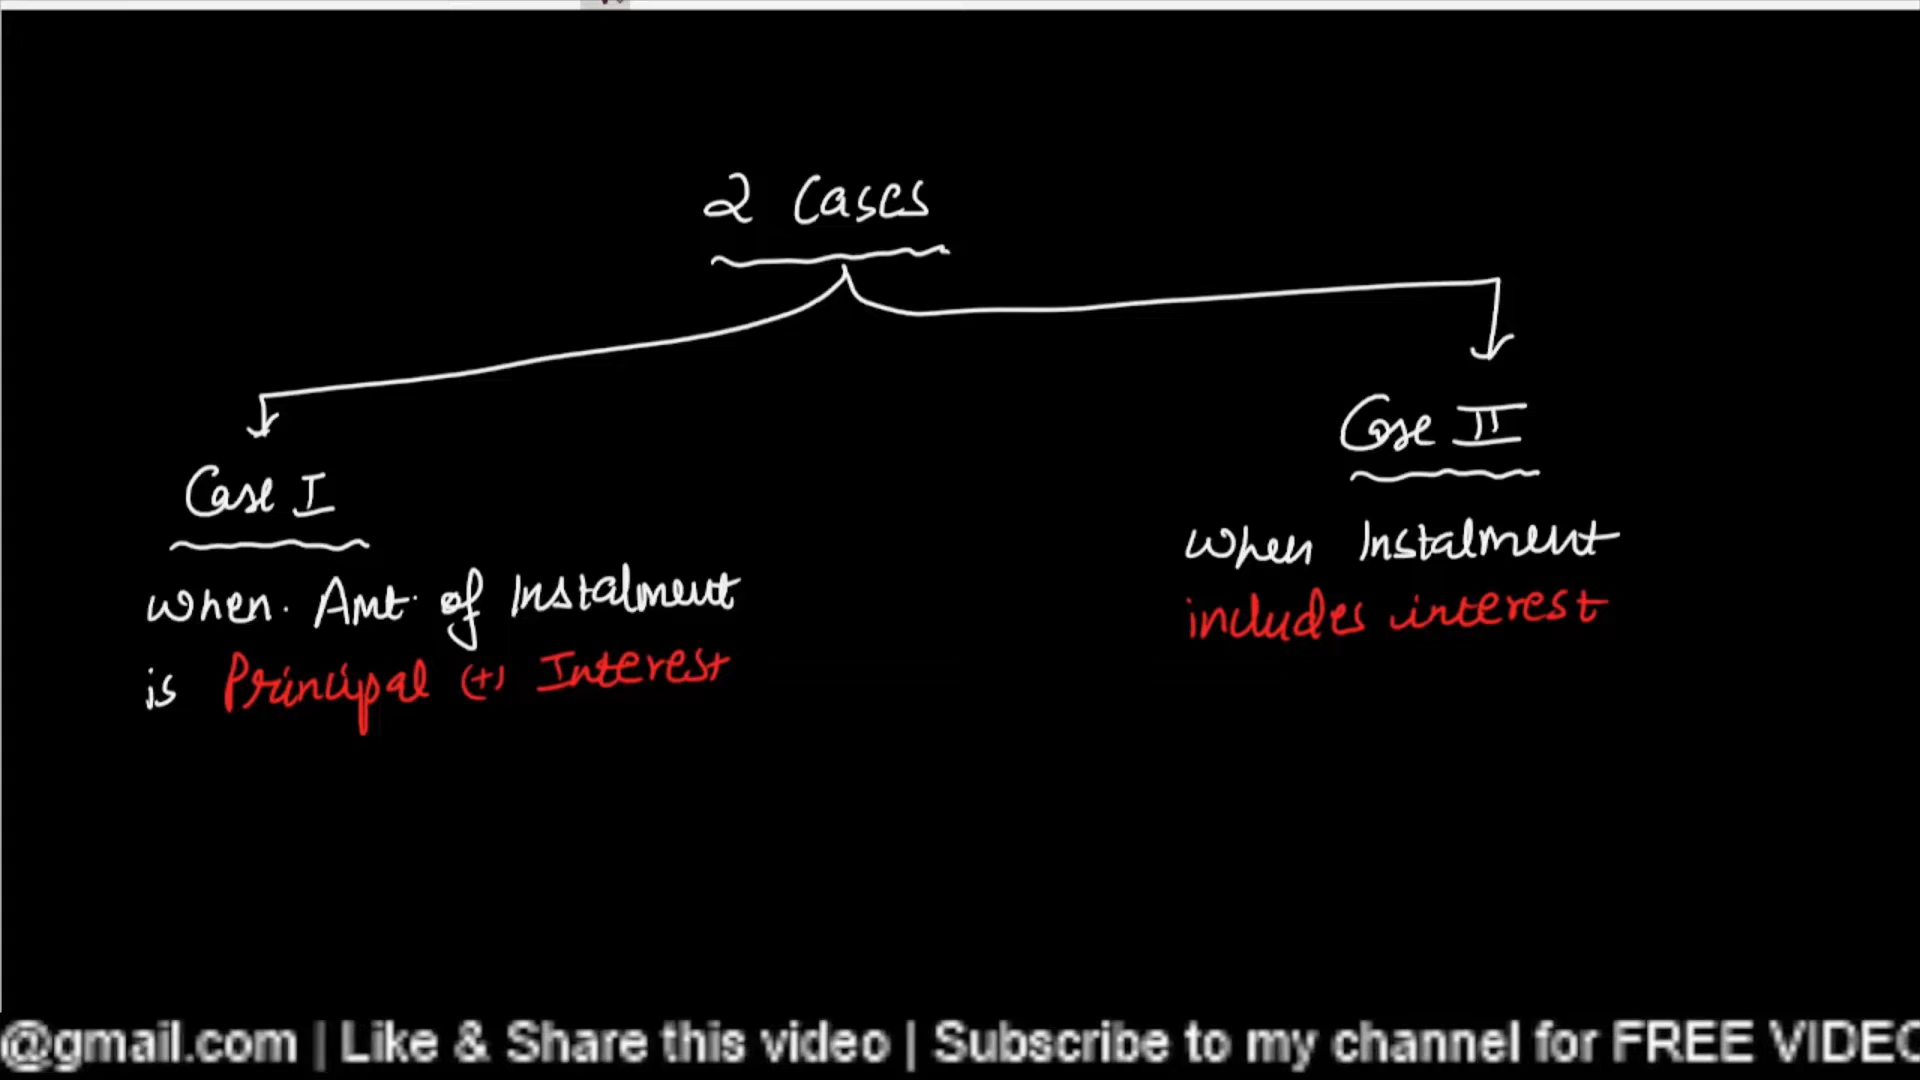 2 Cases
Case I
when. Amt. of Instalment
is Principal (+) Interest
Case II
when Instalment
includes interest
@gmail.com | Like & Share this video | Subscribe to my channel for FREE VIDEO